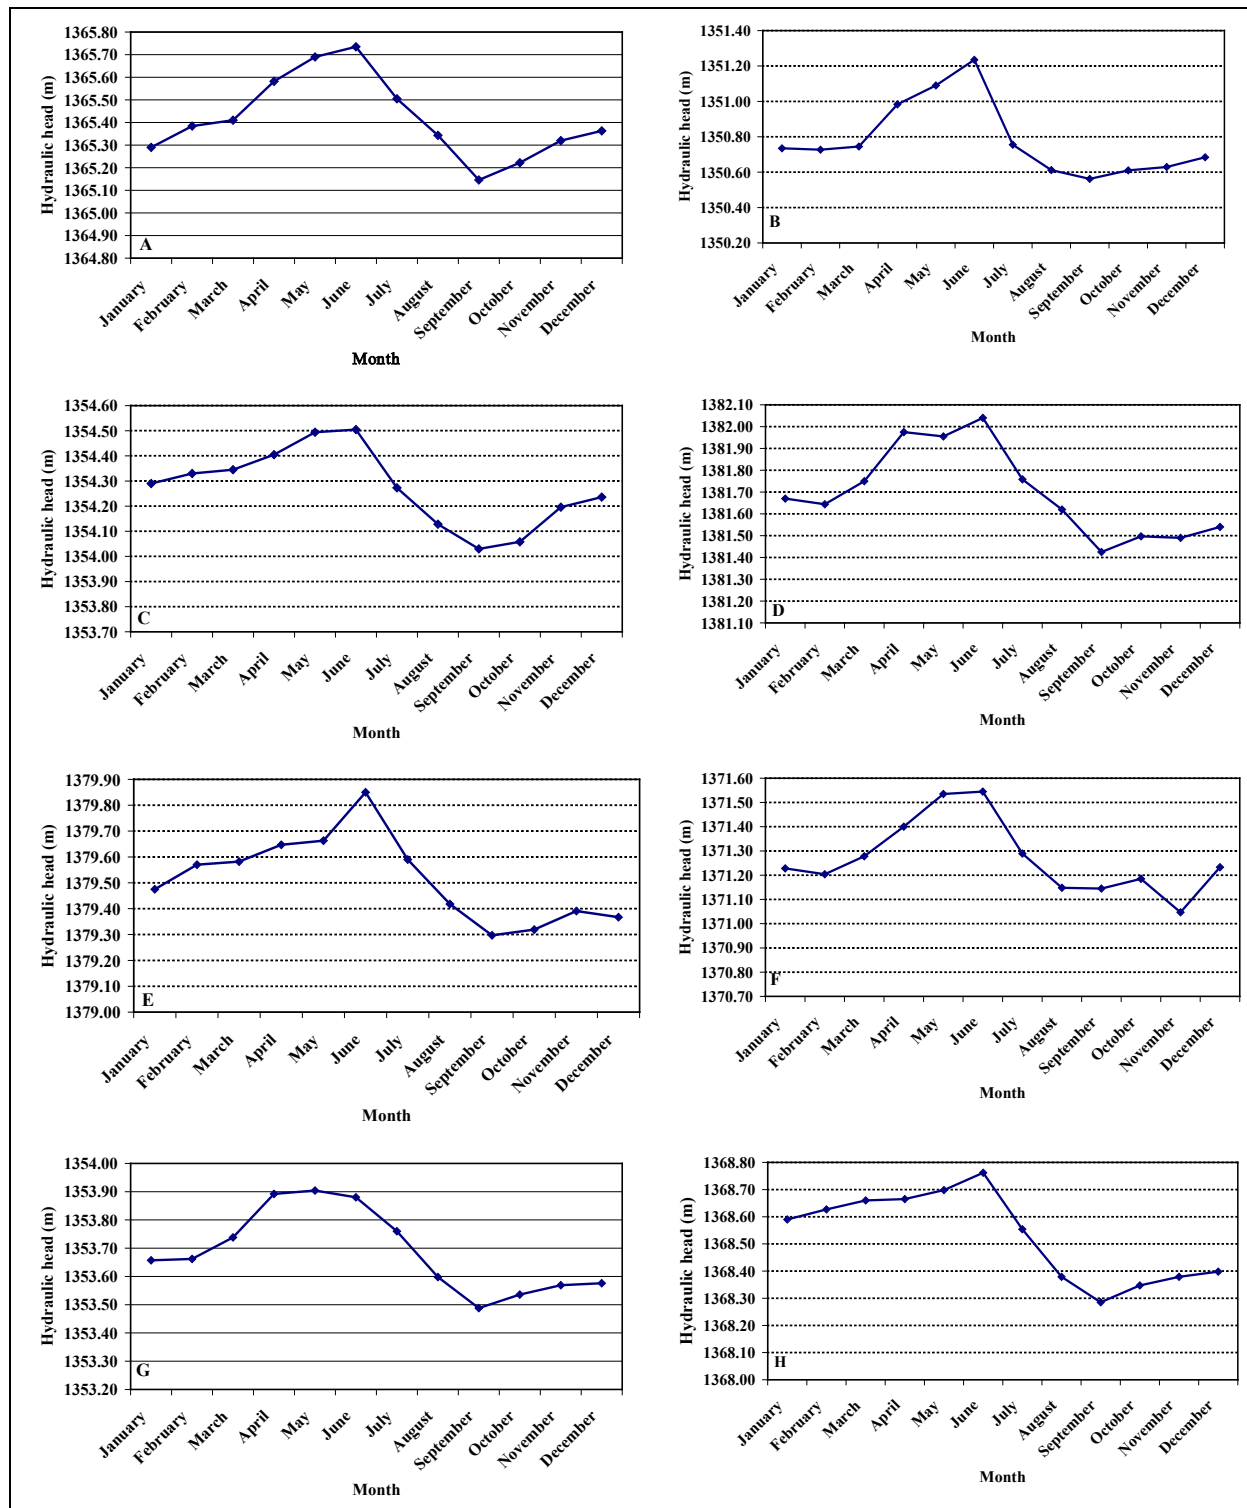 Hydraulic head (m)
1365.80
1365.70
1365.60
1365.50
1365.40
1365.30
1365.20
1365.10
1365.00
1364.90
1364.80
A
January
February
March
April
May
June
July
August
September
October
November
December
Month
Hydraulic head (m)
1351.40
1351.20
1351.00
1350.80
1350.60
1350.40
1350.20
B
January
February
March
April
May
June
July
August
September
October
November
December
Month
Hydraulic head (m)
1354.60
1354.50
1354.40
1354.30
1354.20
1354.10
1354.00
1353.90
1353.80
1353.70
C
January
February
March
April
May
June
July
August
September
October
November
December
Month
Hydraulic head (m)
1382.10
1382.00
1381.90
1381.80
1381.70
1381.60
1381.50
1381.40
1381.30
1381.20
1381.10
D
January
February
March
April
May
June
July
August
September
October
November
December
Month
Hydraulic head (m)
1379.90
1379.80
1379.70
1379.60
1379.50
1379.40
1379.30
1379.20
1379.10
1379.00
E
January
February
March
April
May
June
July
August
September
October
November
December
Month
Hydraulic head (m)
1371.60
1371.50
1371.40
1371.30
1371.20
1371.10
1371.00
1370.90
1370.80
1370.70
F
January
February
March
April
May
June
July
August
September
October
November
December
Month
Hydraulic head (m)
1354.00
1353.90
1353.80
1353.70
1353.60
1353.50
1353.40
1353.30
1353.20
G
January
February
March
April
May
June
July
August
September
October
November
December
Month
Hydraulic head (m)
1368.80
1368.70
1368.60
1368.50
1368.40
1368.30
1368.20
1368.10
1368.00
H
January
February
March
April
May
June
July
August
September
October
November
December
Month